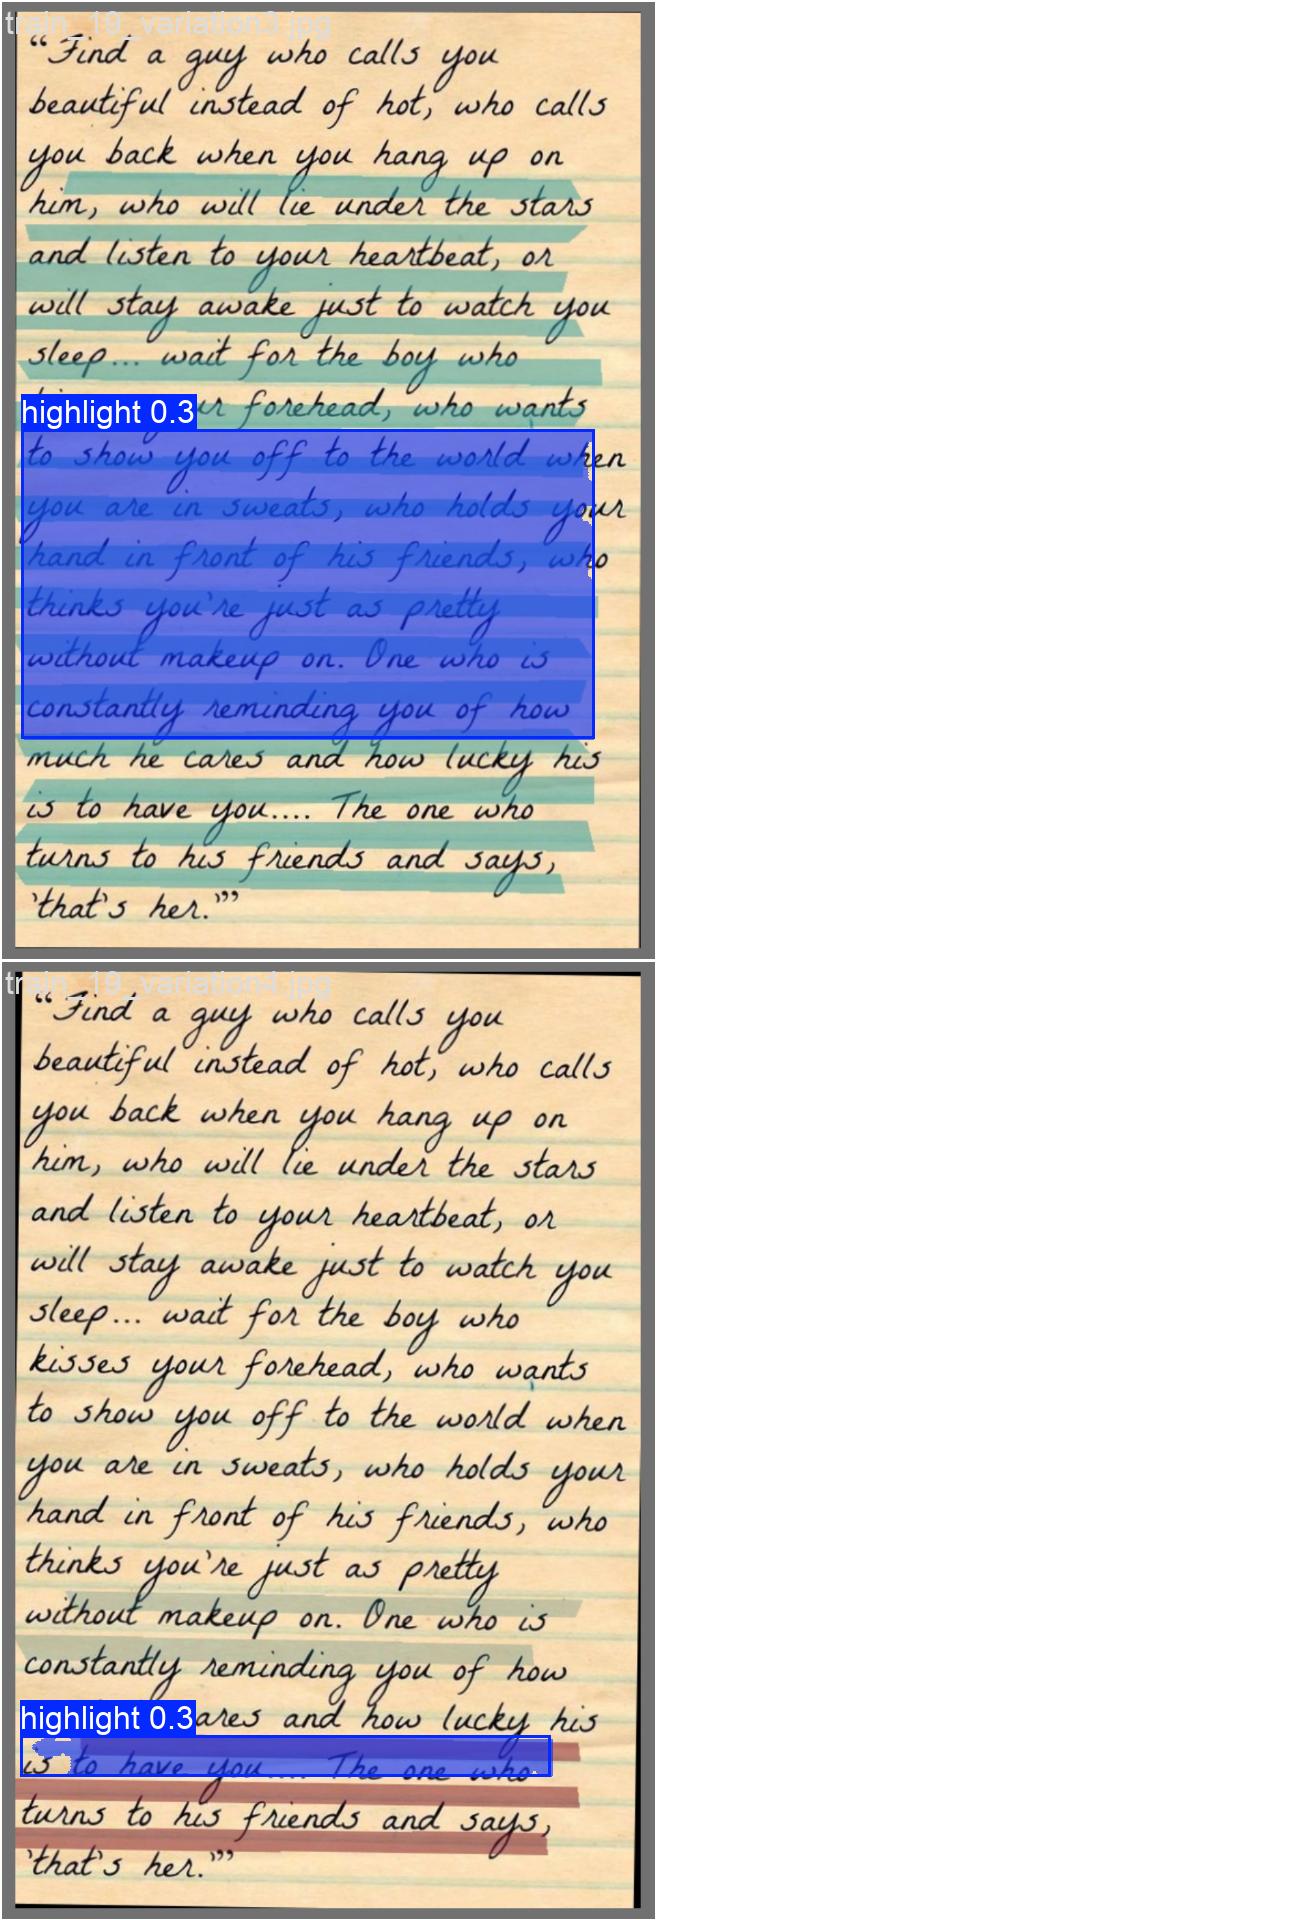 train_19_variation3.jpg
“Find a guy who calls you
beautiful instead of hot, who calls
you back when you hang up on
him, who will lie under the stars
and listen to your heartbeat, or
will stay awake just to watch you
sleep... wait for the boy who
highlight 0.3 forehead, who wants
to show you off to the world when
you are in sweats, who holds your
hand in front of his friends, who
thinks you're just as pretty
without makeup on. One who is
constantly reminding you of how
much he cares and how lucky his
is to have you.... The one who
turns to his friends and says,
'that's her.'”
train_19_variation4.jpg
“Find a guy who calls you
beautiful instead of hot, who calls
you back when you hang up on
him, who will lie under the stars
and listen to your heartbeat, or
will stay awake just to watch you
sleep... wait for the boy who
kisses your forehead, who wants
to show you off to the world when
you are in sweats, who holds your
hand in front of his friends, who
thinks you're just as pretty
without makeup on. One who is
constantly reminding you of how
highlight 0.3 and how lucky his
is to have you.... The one who
turns to his friends and says,
'that's her.'”